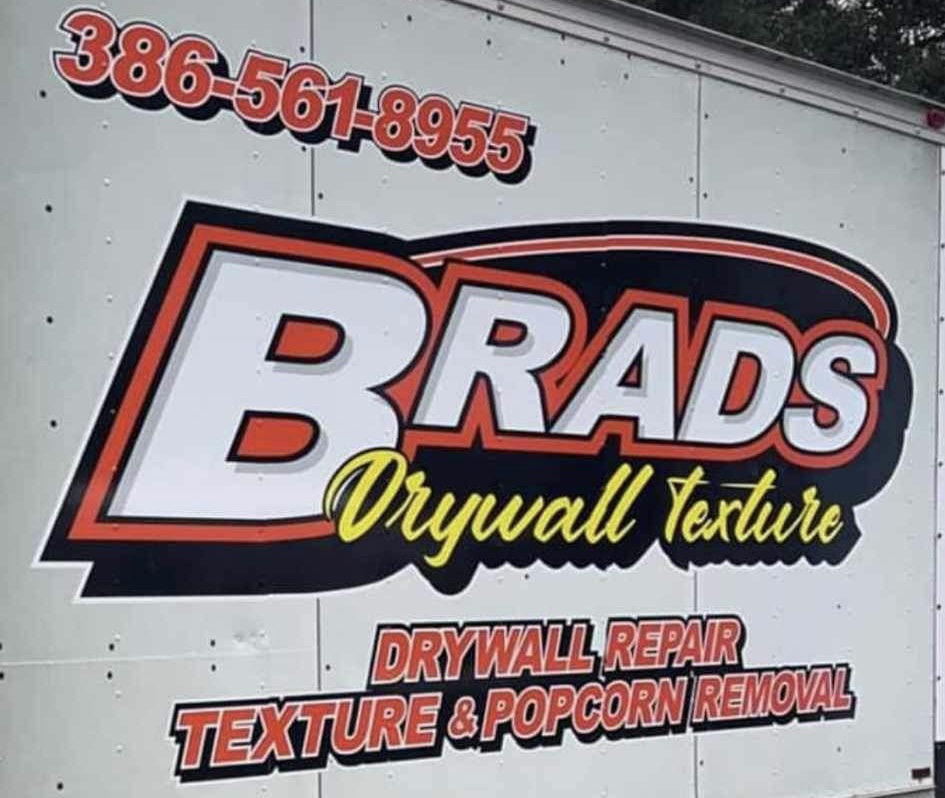 386-561-8955
BRADS
Drywall Texture
DRYWALL REPAIR
TEXTURE & POPCORN REMOVAL